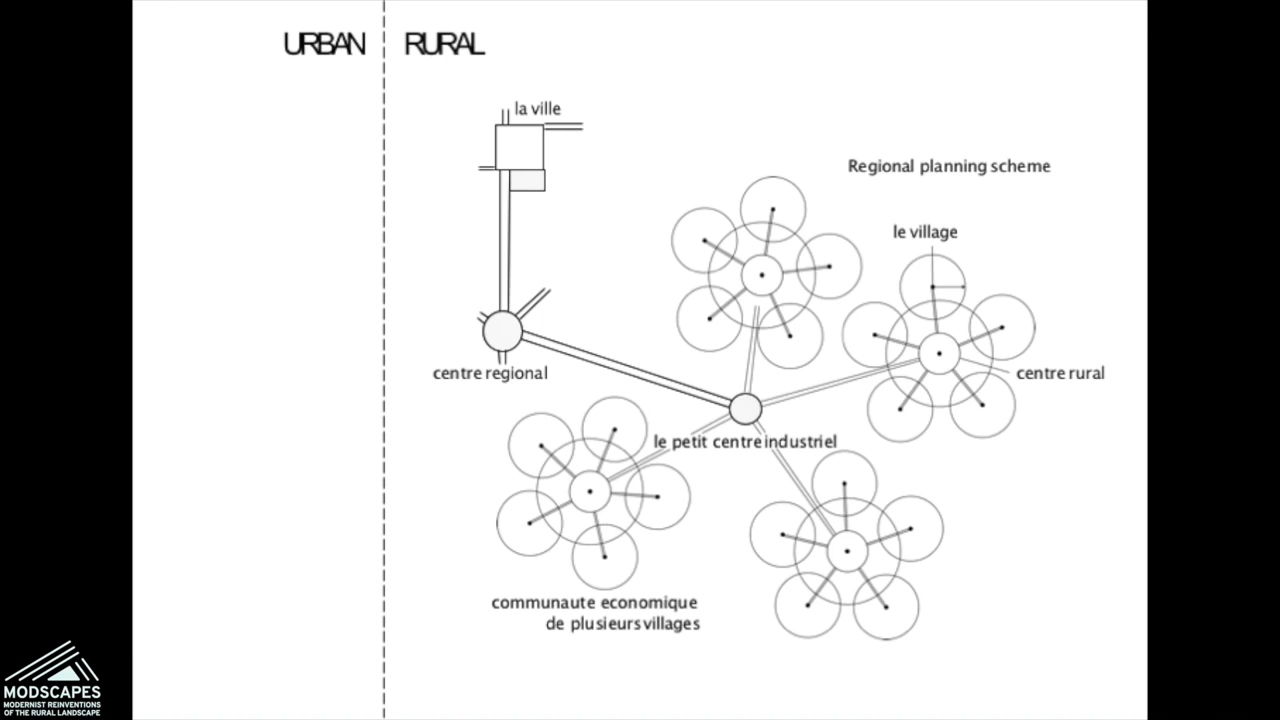 URBAN RURAL
la ville
Regional planning scheme
le village
centre regional
centre rural
le petit centre industriel
communaute economique
de plusieurs villages
MODSCAPES
MODERNIST REINVENTIONS
OF THE RURAL LANDSCAPE